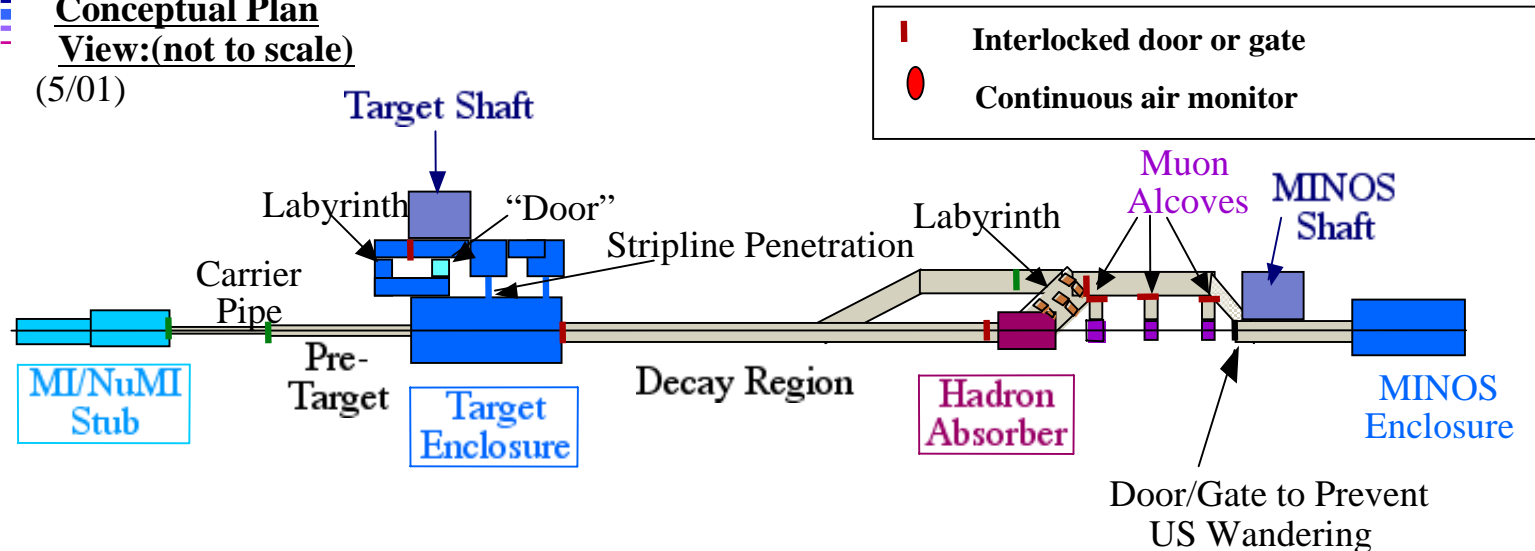 Conceptual Plan
View:(not to scale)
(5/01)
Interlocked door or gate
Continuous air monitor
Target Shaft
Labyrinth
“Door”
Stripline Penetration
Carrier
Pipe
Labyrinth
Muon
Alcoves
MINOS
Shaft
MI/NuMI
Stub
Pre-
Target
Target
Enclosure
Decay Region
Hadron
Absorber
MINOS
Enclosure
Door/Gate to Prevent
US Wandering